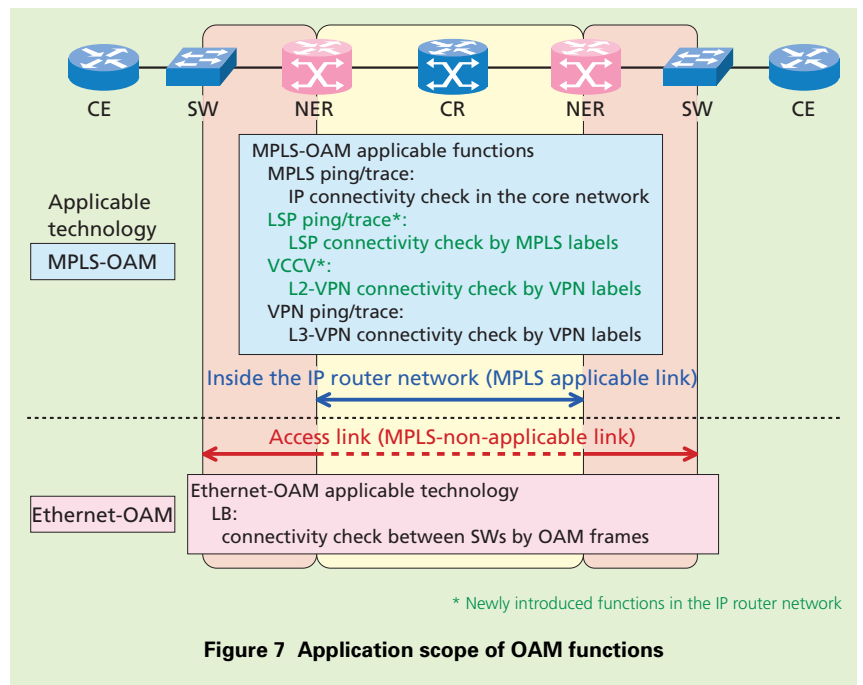 CE SW NER CR NER SW CE
MPLS-OAM applicable functions
MPLS ping/trace:
IP connectivity check in the core network
LSP ping/trace*:
LSP connectivity check by MPLS labels
VCCV*:
L2-VPN connectivity check by VPN labels
VPN ping/trace:
L3-VPN connectivity check by VPN labels
Applicable
technology
MPLS-OAM
Inside the IP router network (MPLS applicable link)
Access link (MPLS-non-applicable link)
Ethernet-OAM
Ethernet-OAM applicable technology
LB:
connectivity check between SWs by OAM frames
* Newly introduced functions in the IP router network
Figure 7 Application scope of OAM functions